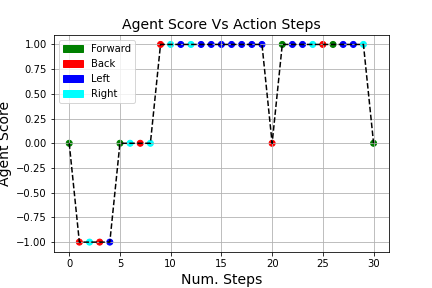 Agent Score Vs Action Steps
Agent Score
1.00
0.75
0.50
0.25
0.00
−0.25
−0.50
−0.75
−1.00
Forward
Back
Left
Right
0 5 10 15 20 25 30
Num. Steps